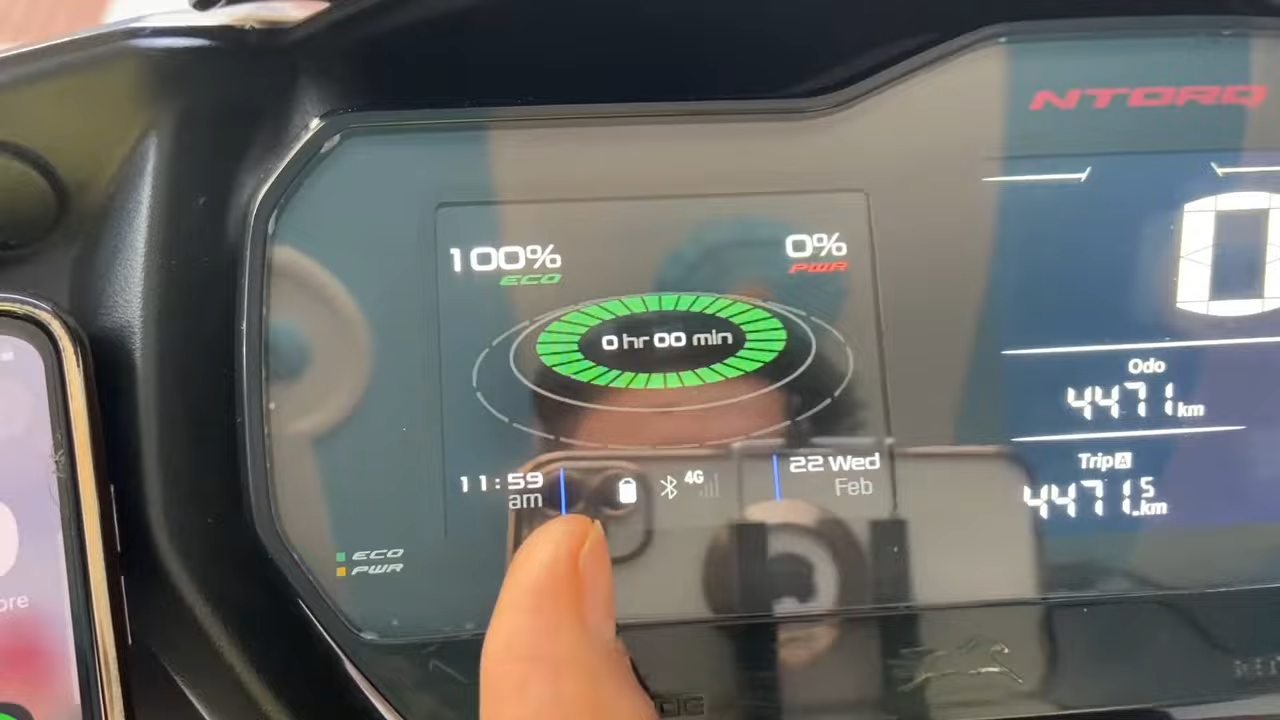 NTORQ
100%
ECO
0%
PWR
0 hr 00 min
0
Odo
4471 km
Trip A
4471.5 km
11:59
am
4G
22 Wed
Feb
ECO
PWR